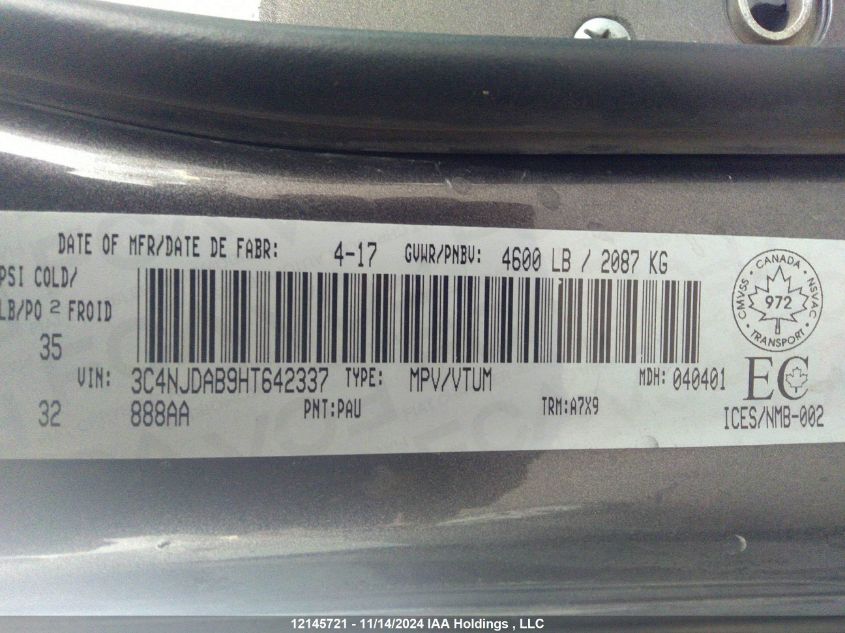 DATE OF MFR/DATE DE FABR: 4-17 GVWR/PNBV: 4600 LB / 2087 KG
PSI COLD/
LB/PO 2 FROID
35
VIN: 3C4NJDAB9HT642337 TYPE: MPV/VTUM MDH: 040401
32 888AA PNT:PAU TRM:A7X9
CANADA
CMVSS 972 NSVAC
TRANSPORT
EC
ICES/NMB-002
12145721 - 11/14/2024 IAA Holdings , LLC